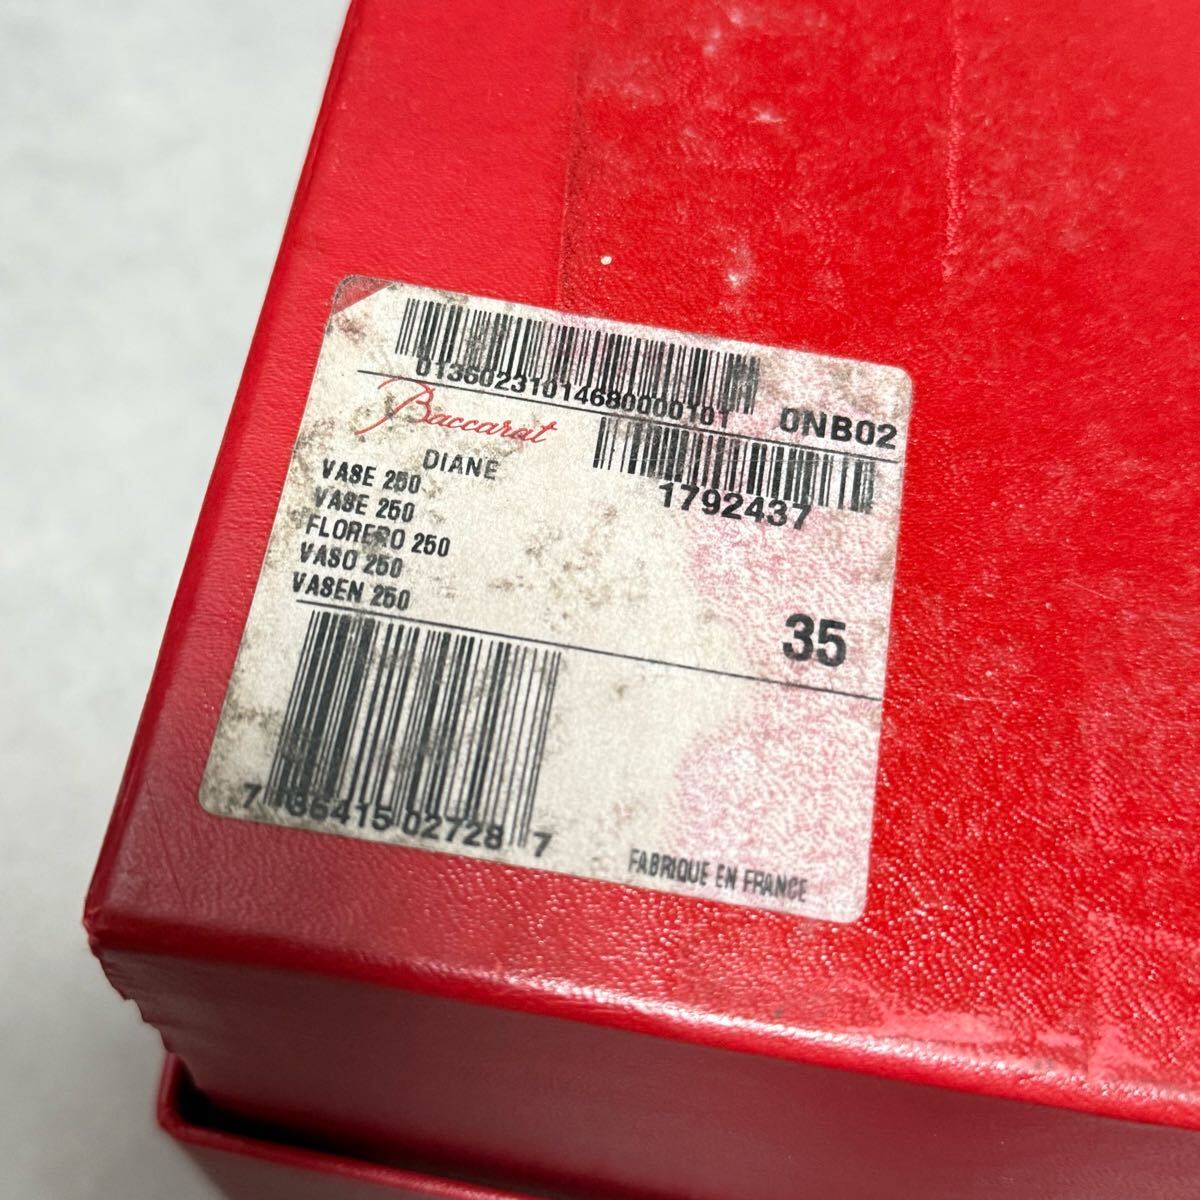 01360231014680000101
0NB02
Baccarat
DIANE
1792437
VASE 250
VASE 250
FLORERO 250
VASO 250
VASEN 250
35
7 86415 02728 7
FABRIQUE EN FRANCE